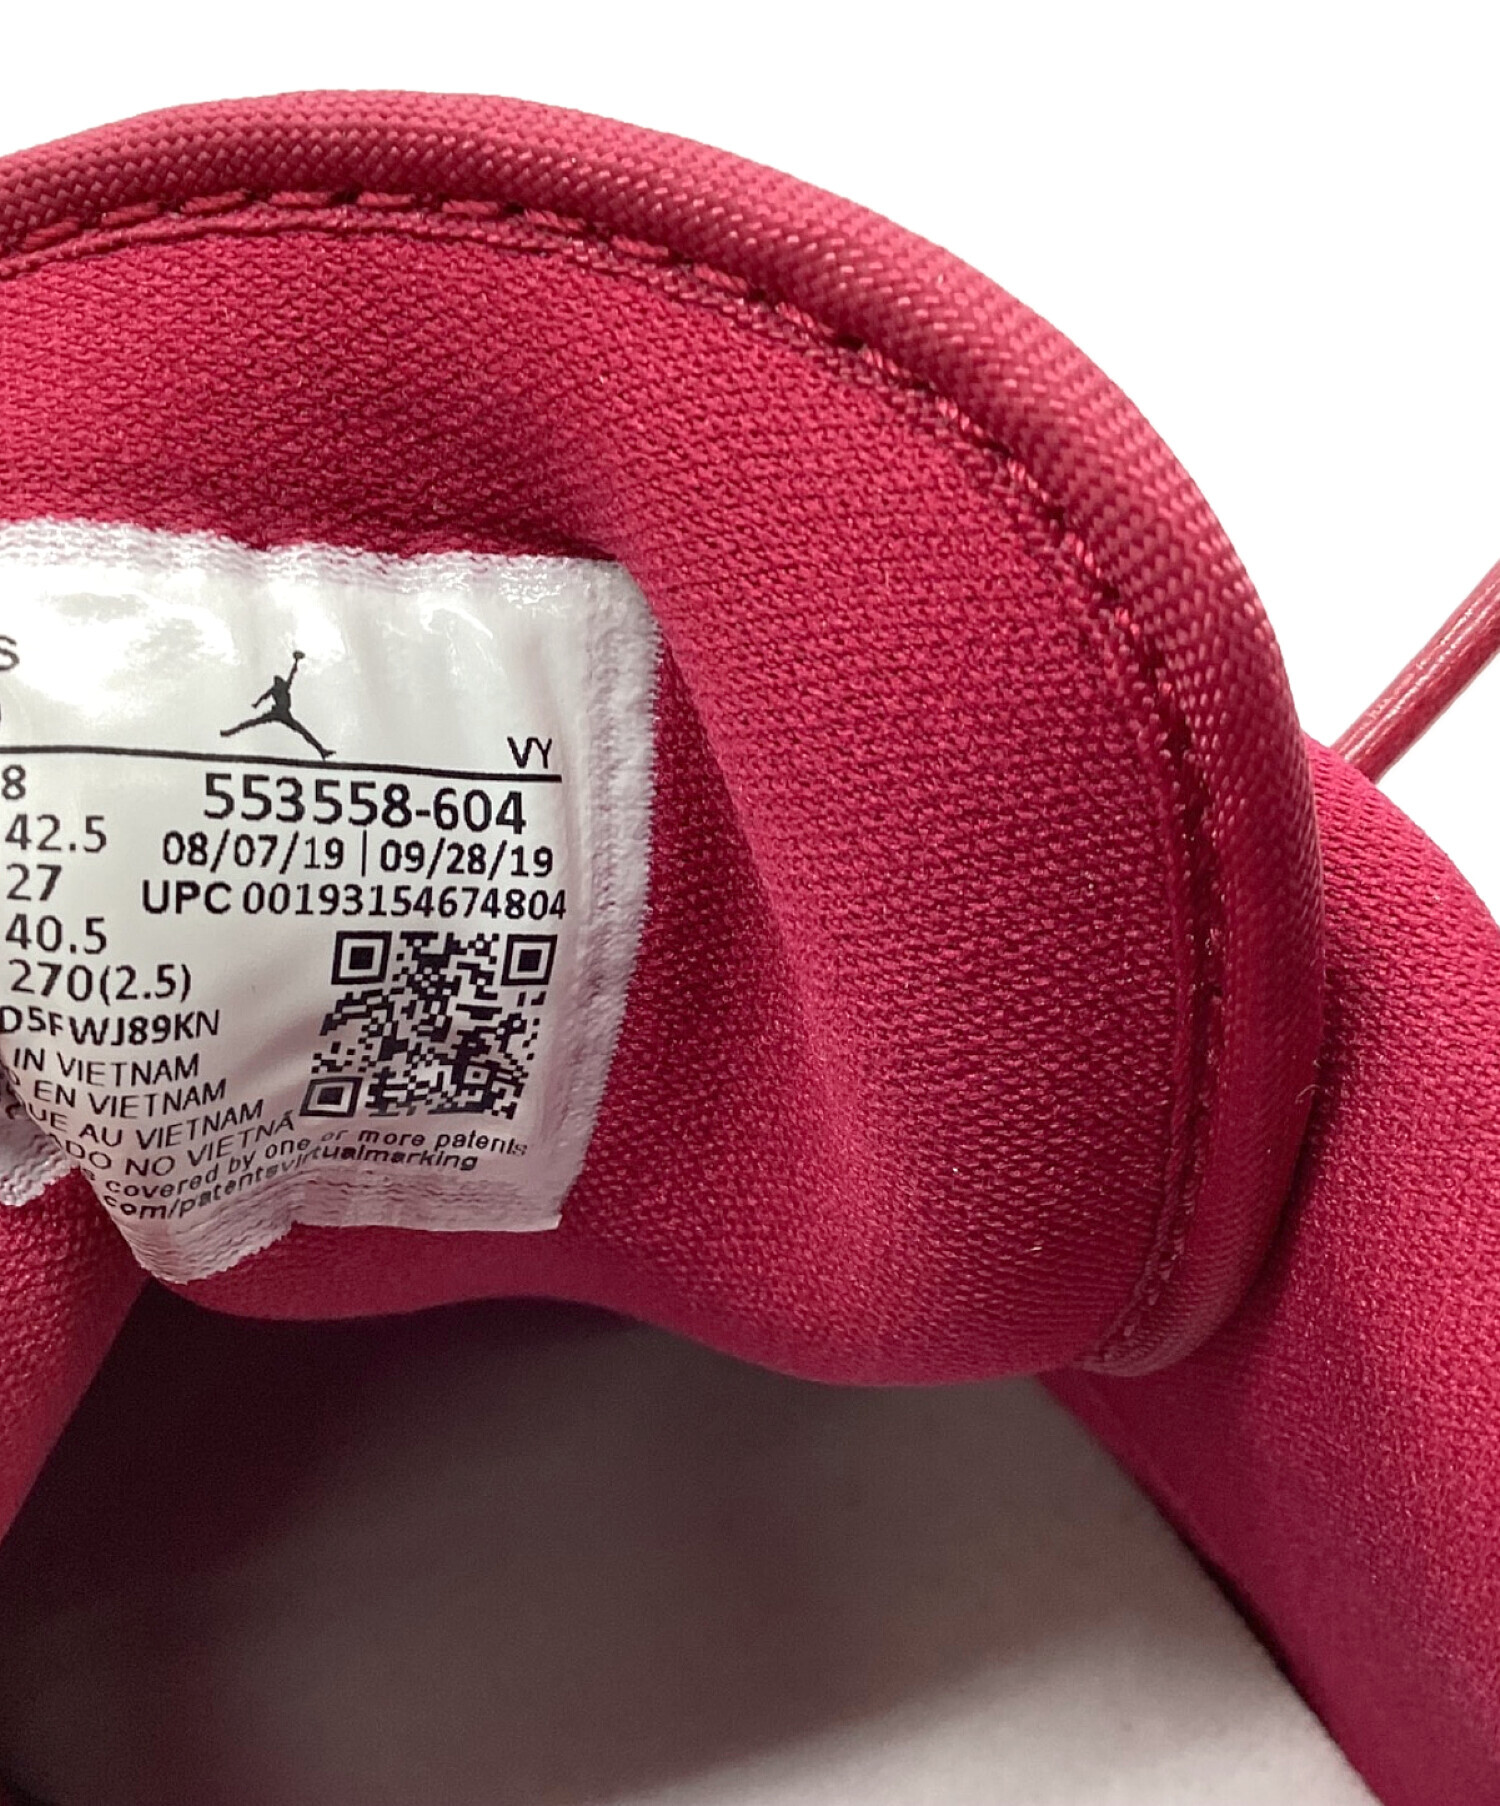 S
VY
8
553558-604
42.5
08/07/19 | 09/28/19
27
UPC 00193154674804
40.5
270(2.5)
D5FWJ89KN
IN VIETNAM
EN VIETNAM
UE AU VIETNAM
DO NO VIETNÃ
covered by one or more patents
com/patentsvirtualmarking